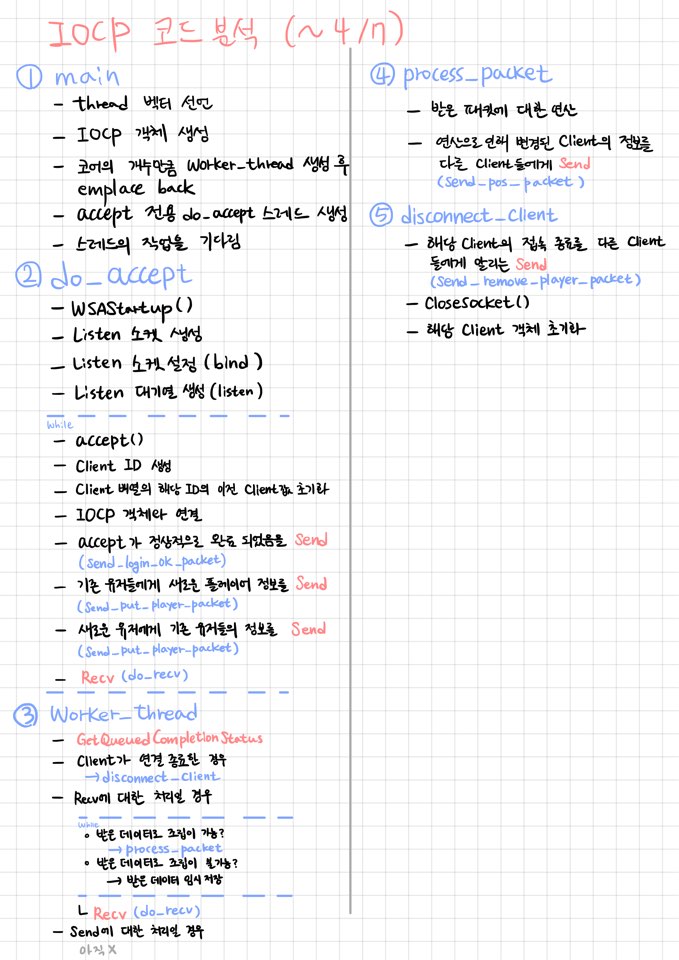 IOCP 코드 분석 (~4/17)
① main
- thread 벡터 선언
- IOCP 객체 생성
- 코어의 개수만큼 Worker_thread 생성 후
emplace back
- accept 전용 do_accept 스레드 생성
- 스레드의 작업을 기다림
② do_accept
- WSAStartup()
- Listen 소켓 생성
- Listen 소켓 설정 (bind)
- Listen 대기열 생성 (listen)
while
- accept()
- Client ID 생성
- Client 배열의 해당 ID의 이전 Client값 초기화
- IOCP 객체와 연결
- accept가 정상적으로 완료 되었음을 Send
(Send_login_ok_packet)
- 기존 유저들에게 새로운 플레이어 정보를 Send
(Send_put_player_packet)
- 새로운 유저에게 기존 유저들의 정보를 Send
(Send_put_player_packet)
- Recv (do_recv)
③ Worker_thread
- GetQueuedCompletionStatus
- Client가 연결 종료한 경우
→disconnect_client
- Recv에 대한 처리일 경우
while
∘ 받은 데이터로 조립이 가능?
→process_packet
∘ 받은 데이터로 조립이 불가능?
→ 받은 데이터 임시 저장
└ Recv (do_recv)
- Send에 대한 처리일 경우
아직 X
④ process_packet
- 받은 패킷에 대한 연산
- 연산으로 인해 변경된 Client의 정보를
다른 Client들에게 Send
(Send_pos_packet)
⑤ disconnect_client
- 해당 Client의 접속 종료를 다른 Client
들에게 알리는 Send
(Send_remove_player_packet)
- CloseSocket()
- 해당 Client 객체 초기화